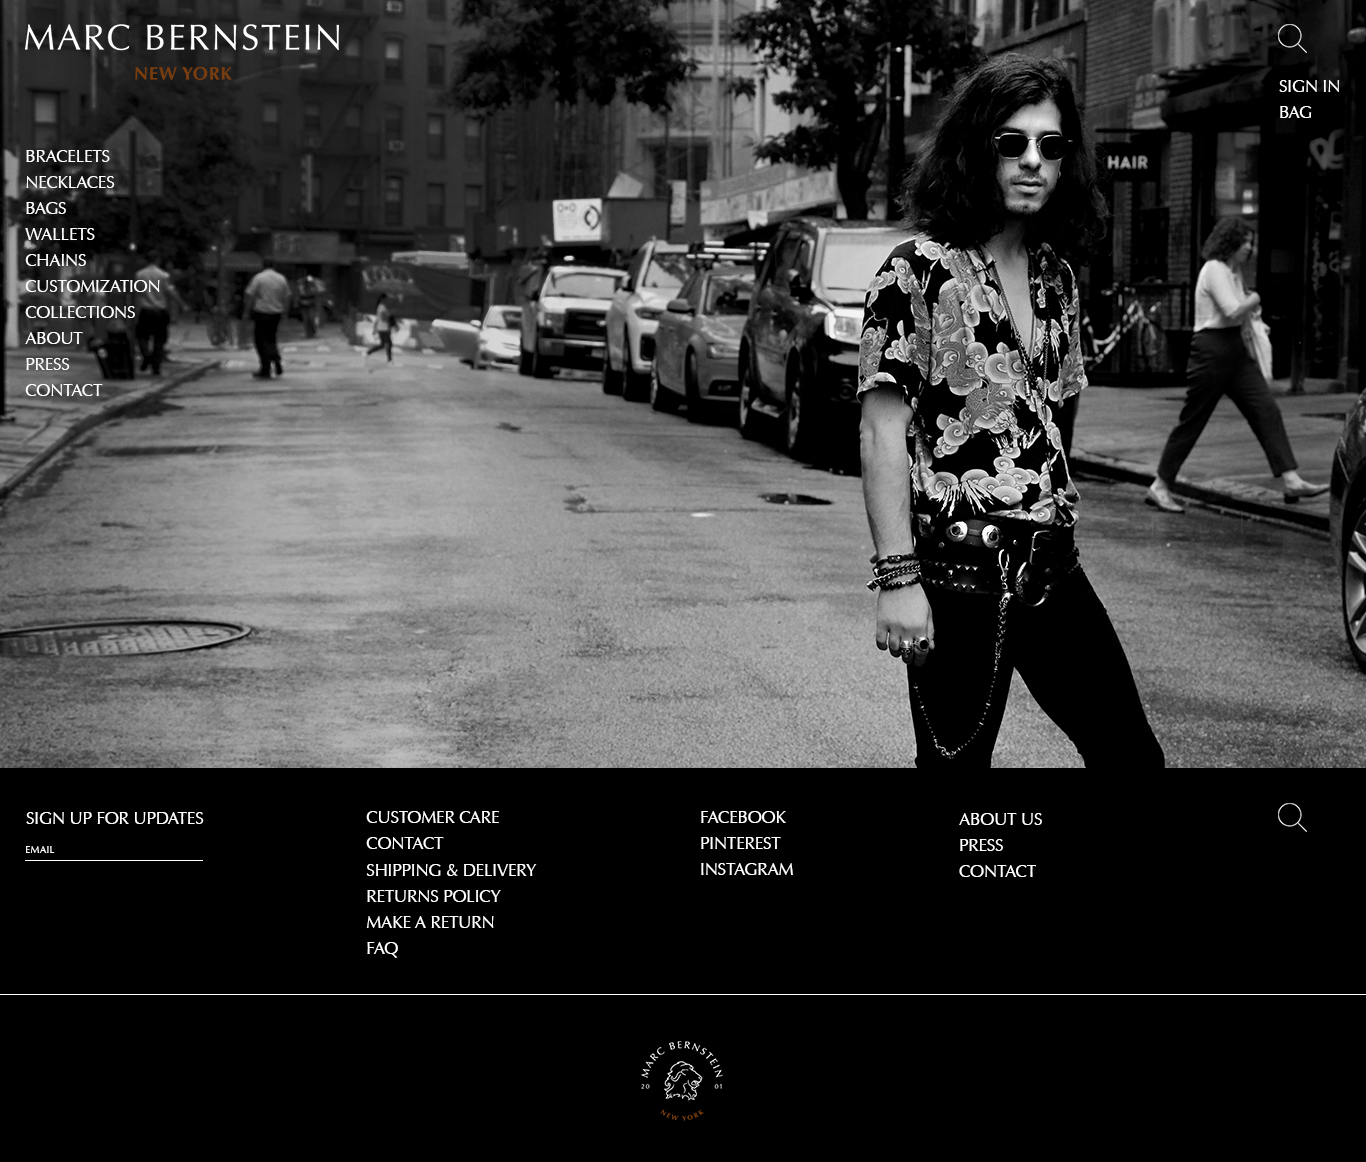 MARC BERNSTEIN
NEW YORK
SIGN IN
BAG
BRACELETS
NECKLACES
BAGS
WALLETS
CHAINS
CUSTOMIZATION
COLLECTIONS
ABOUT
PRESS
CONTACT
HAIR
SIGN UP FOR UPDATES
EMAIL
CUSTOMER CARE
CONTACT
SHIPPING & DELIVERY
RETURNS POLICY
MAKE A RETURN
FAQ
FACEBOOK
PINTEREST
INSTAGRAM
ABOUT US
PRESS
CONTACT
MARC BERNSTEIN
20 01
NEW YORK